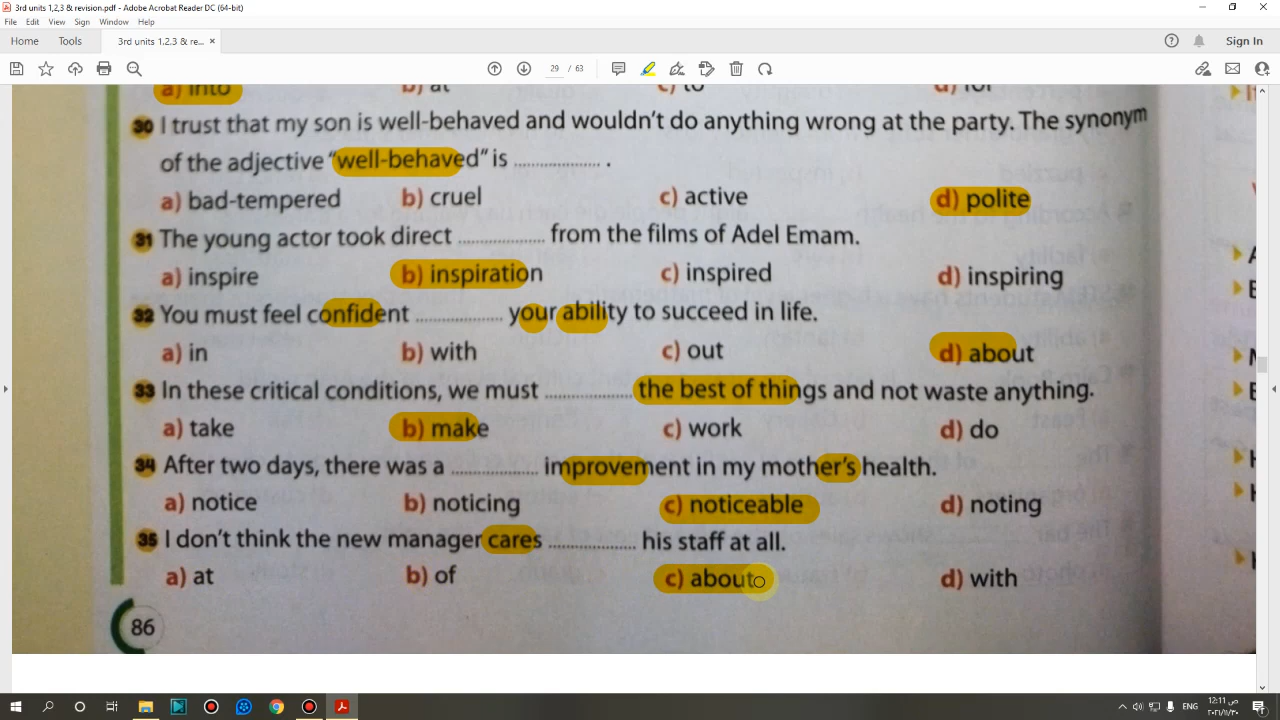 3rd units 1,2,3 & revision.pdf - Adobe Acrobat Reader DC (64-bit)
File Edit View Sign Window Help
Home Tools 3rd units 1,2,3 & re... × Sign In
29 / 63
a) into b) at c) to d) for
30 I trust that my son is well-behaved and wouldn't do anything wrong at the party. The synonym
of the adjective "well-behaved" is .................... .
a) bad-tempered b) cruel c) active d) polite
31 The young actor took direct .................... from the films of Adel Emam.
a) inspire b) inspiration c) inspired d) inspiring
32 You must feel confident .................... your ability to succeed in life.
a) in b) with c) out d) about
33 In these critical conditions, we must .................... the best of things and not waste anything.
a) take b) make c) work d) do
34 After two days, there was a .................... improvement in my mother's health.
a) notice b) noticing c) noticeable d) noting
35 I don't think the new manager cares .................... his staff at all.
a) at b) of c) about d) with
86
ENG 12:11 ص